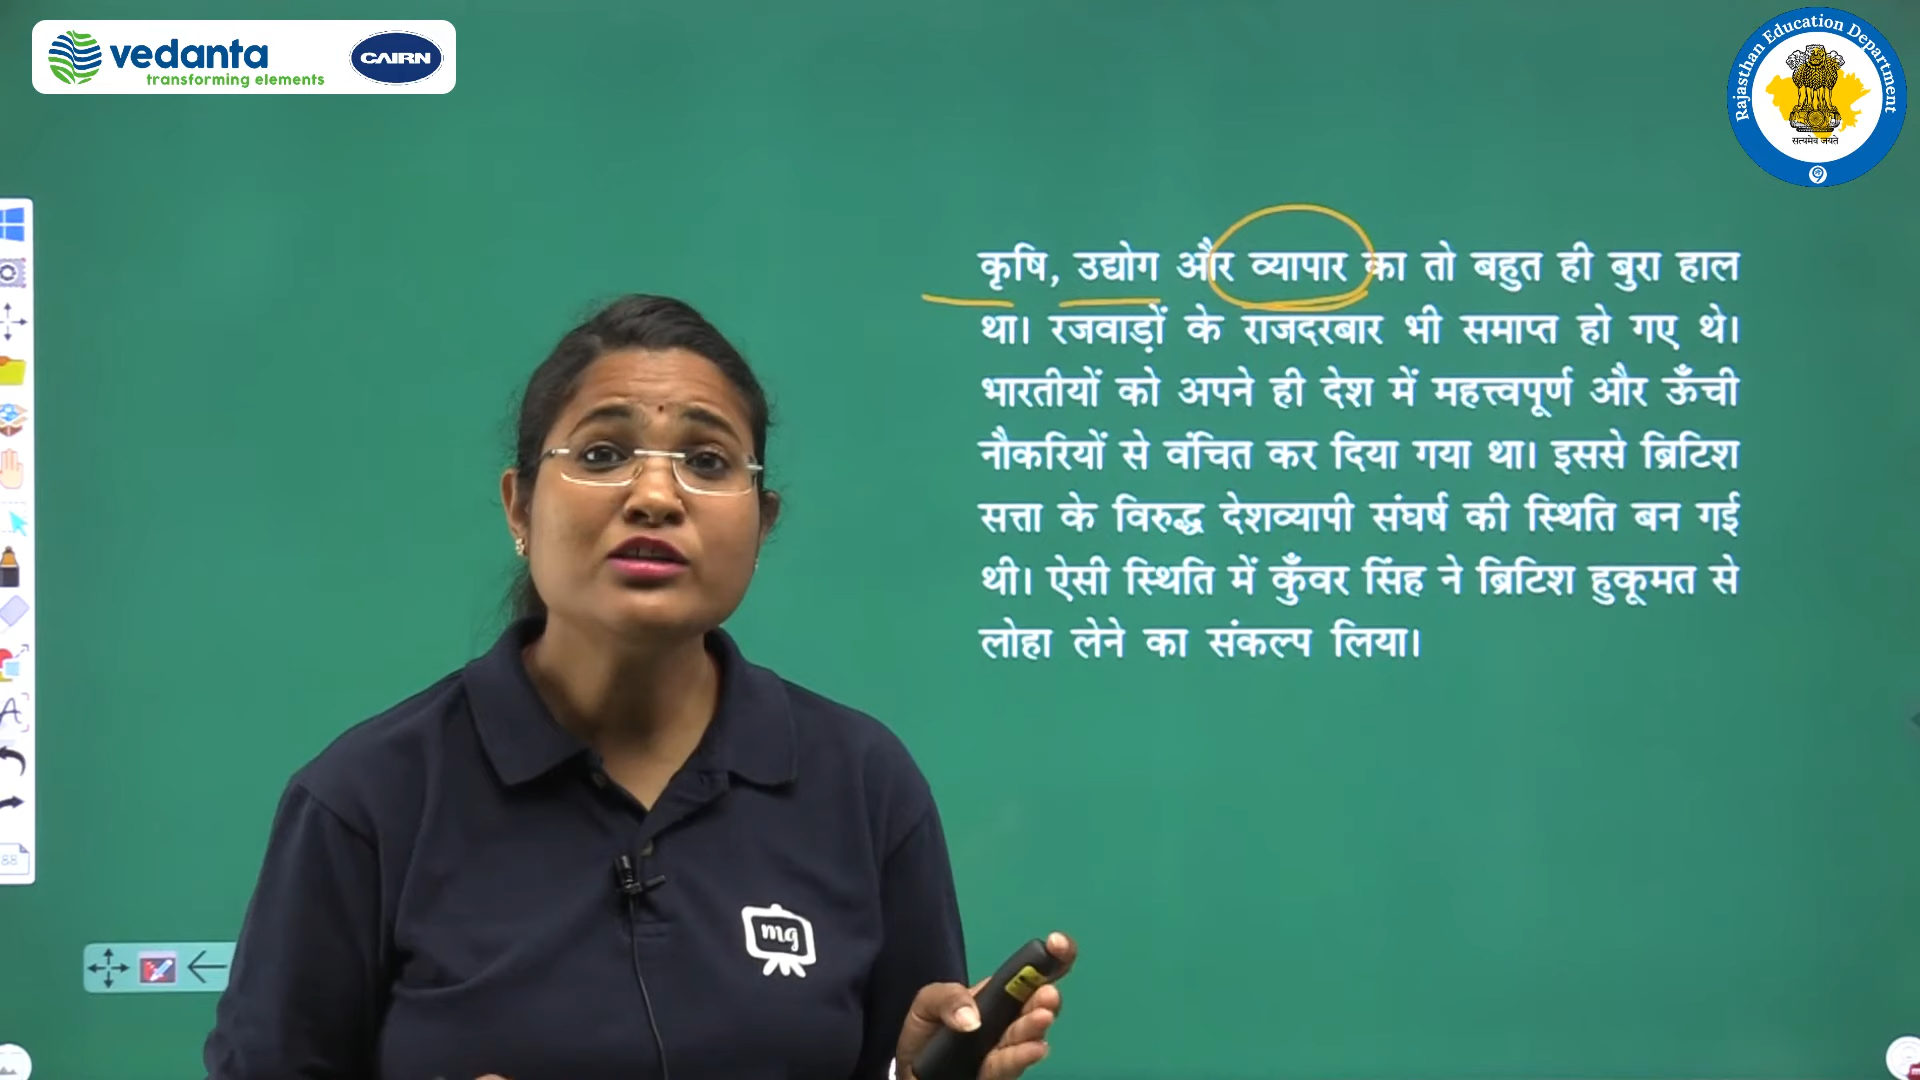 vedanta
transforming elements
CAIRN
Rajasthan Education Department
सत्यमेव जयते
कृषि, उद्योग और व्यापार का तो बहुत ही बुरा हाल
था। रजवाड़ों के राजदरबार भी समाप्त हो गए थे।
भारतीयों को अपने ही देश में महत्त्वपूर्ण और ऊँची
नौकरियों से वंचित कर दिया गया था। इससे ब्रिटिश
सत्ता के विरुद्ध देशव्यापी संघर्ष की स्थिति बन गई
थी। ऐसी स्थिति में कुँवर सिंह ने ब्रिटिश हुकूमत से
लोहा लेने का संकल्प लिया।
A
88
mg